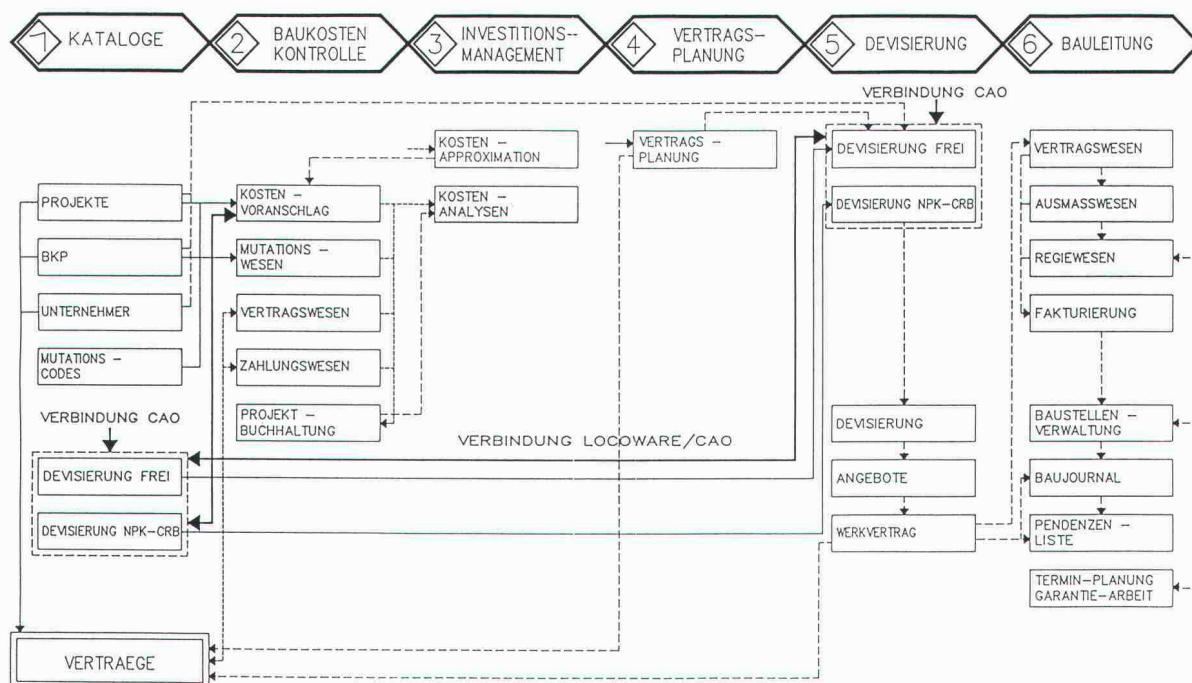 1 KATALOGE
2 BAUKOSTEN
KONTROLLE
3 INVESTITIONS-
MANAGEMENT
4 VERTRAGS-
PLANUNG
5 DEVISIERUNG
6 BAULEITUNG
PROJEKTE
BKP
UNTERNEHMER
MUTATIONS -
CODES
VERBINDUNG CAO
DEVISIERUNG FREI
DEVISIERUNG NPK-CRB
VERTRAEGE
KOSTEN -
VORANSCHLAG
MUTATIONS -
WESEN
VERTRAGSWESEN
ZAHLUNGSWESEN
PROJEKT -
BUCHHALTUNG
KOSTEN -
APPROXIMATION
KOSTEN -
ANALYSEN
VERBINDUNG LOCOWARE/CAO
VERTRAGS -
PLANUNG
VERBINDUNG CAO
DEVISIERUNG FREI
DEVISIERUNG NPK-CRB
DEVISIERUNG
ANGEBOTE
WERKVERTRAG
VERTRAGSWESEN
AUSMASSWESEN
REGIEWESEN
FAKTURIERUNG
BAUSTELLEN -
VERWALTUNG
BAUJOURNAL
PENDENZEN -
LISTE
TERMIN-PLANUNG
GARANTIE-ARBEIT